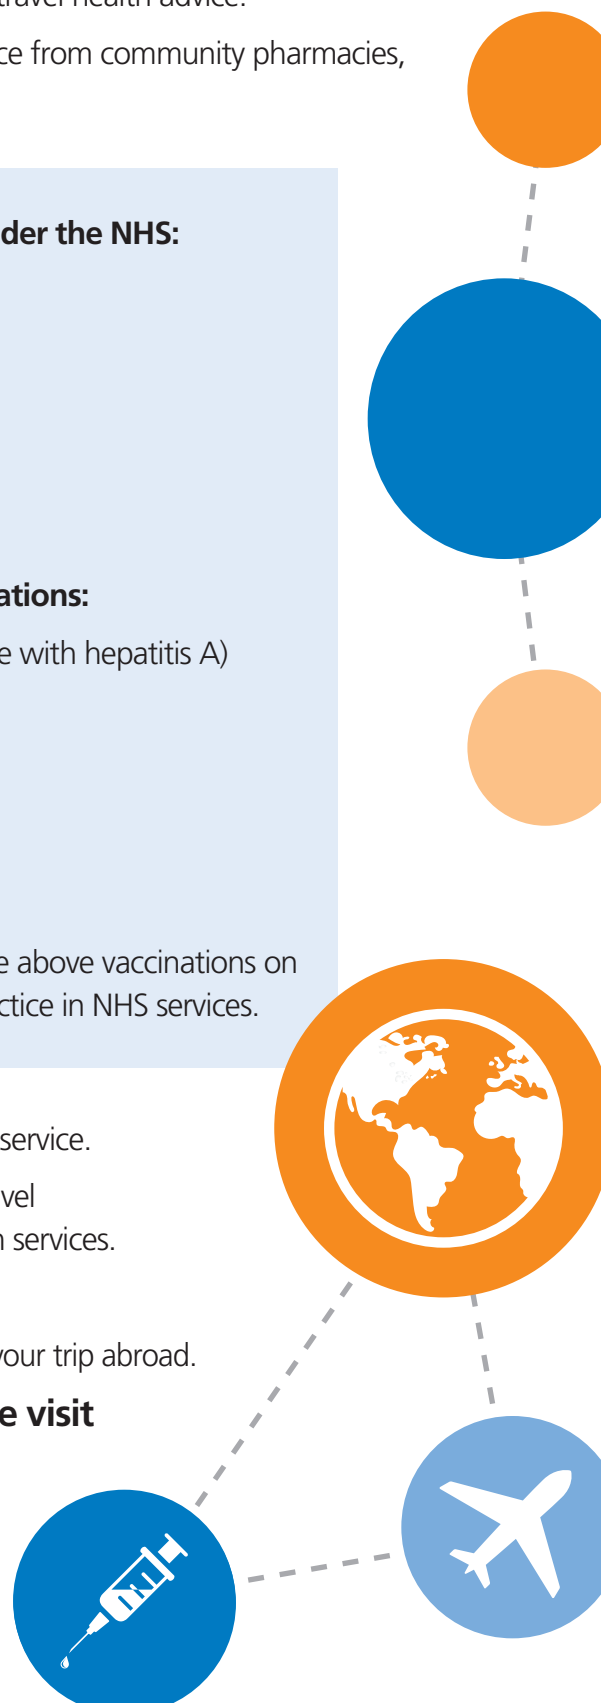 travel health advice.
ce from community pharmacies,
der the NHS:
ations:
e with hepatitis A)
e above vaccinations on
ctice in NHS services.
service.
vel
n services.
your trip abroad.
e visit